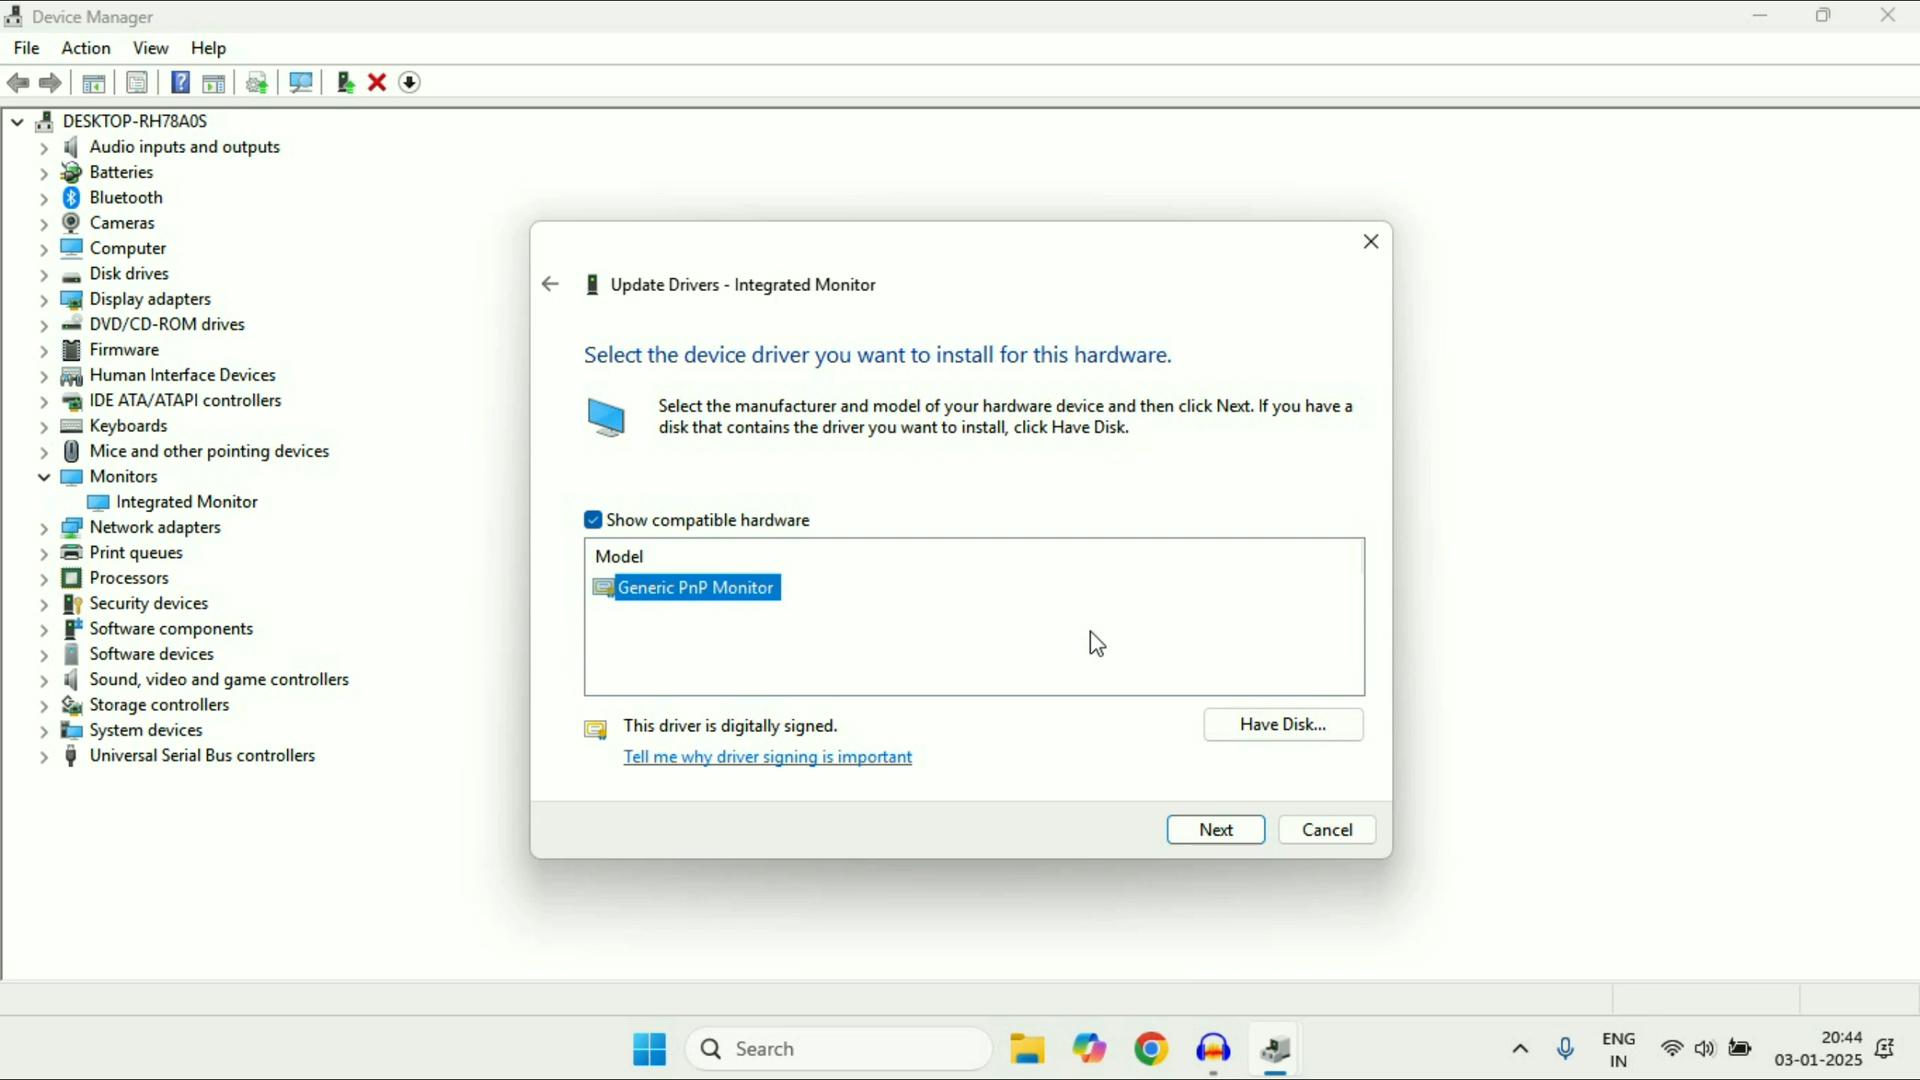 Device Manager
File Action View Help
DESKTOP-RH78A0S
Audio inputs and outputs
Batteries
Bluetooth
Cameras
Computer
Disk drives
Display adapters
DVD/CD-ROM drives
Firmware
Human Interface Devices
IDE ATA/ATAPI controllers
Keyboards
Mice and other pointing devices
Monitors
Integrated Monitor
Network adapters
Print queues
Processors
Security devices
Software components
Software devices
Sound, video and game controllers
Storage controllers
System devices
Universal Serial Bus controllers
Update Drivers - Integrated Monitor
Select the device driver you want to install for this hardware.
Select the manufacturer and model of your hardware device and then click Next. If you have a
disk that contains the driver you want to install, click Have Disk.
Show compatible hardware
Model
Generic PnP Monitor
This driver is digitally signed.
Have Disk...
Tell me why driver signing is important
Next Cancel
Search
ENG
IN
20:44
03-01-2025